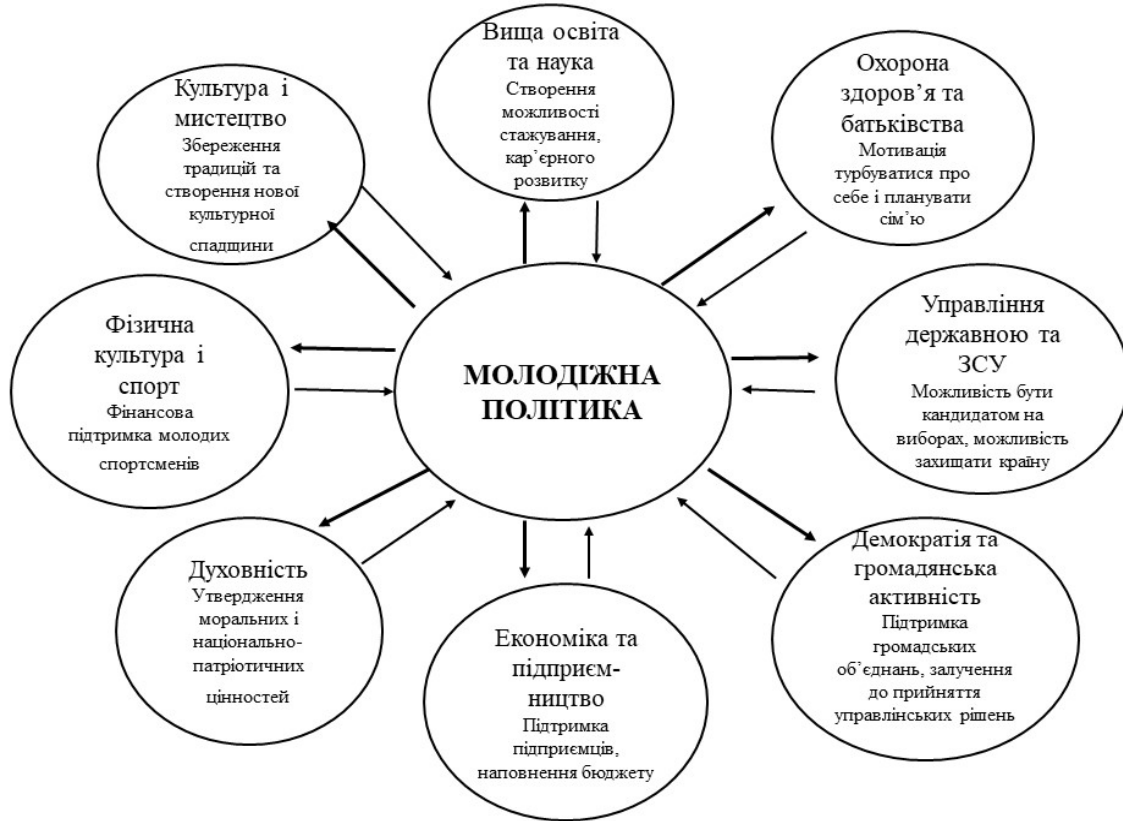 Вища освіта
та наука
Створення
можливості
стажування,
кар’єрного
розвитку
Охорона
здоров’я та
батьківства
Мотивація
турбуватися про
себе і планувати
сім’ю
Управління
державною та
ЗСУ
Можливість бути
кандидатом на
виборах, можливість
захищати країну
Демократія та
громадянська
активність
Підтримка
громадських
об’єднань, залучення
до прийняття
управлінських рішень
Економіка та
підприєм-
ництво
Підтримка
підприємців,
наповнення бюджету
Духовність
Утвердження
моральних і
національно-
патріотичних
цінностей
Фізична
культура і
спорт
Фінансова
підтримка молодих
спортсменів
Культура і
мистецтво
Збереження
традицій та
створення нової
культурної
спадщини
МОЛОДІЖНА
ПОЛІТИКА